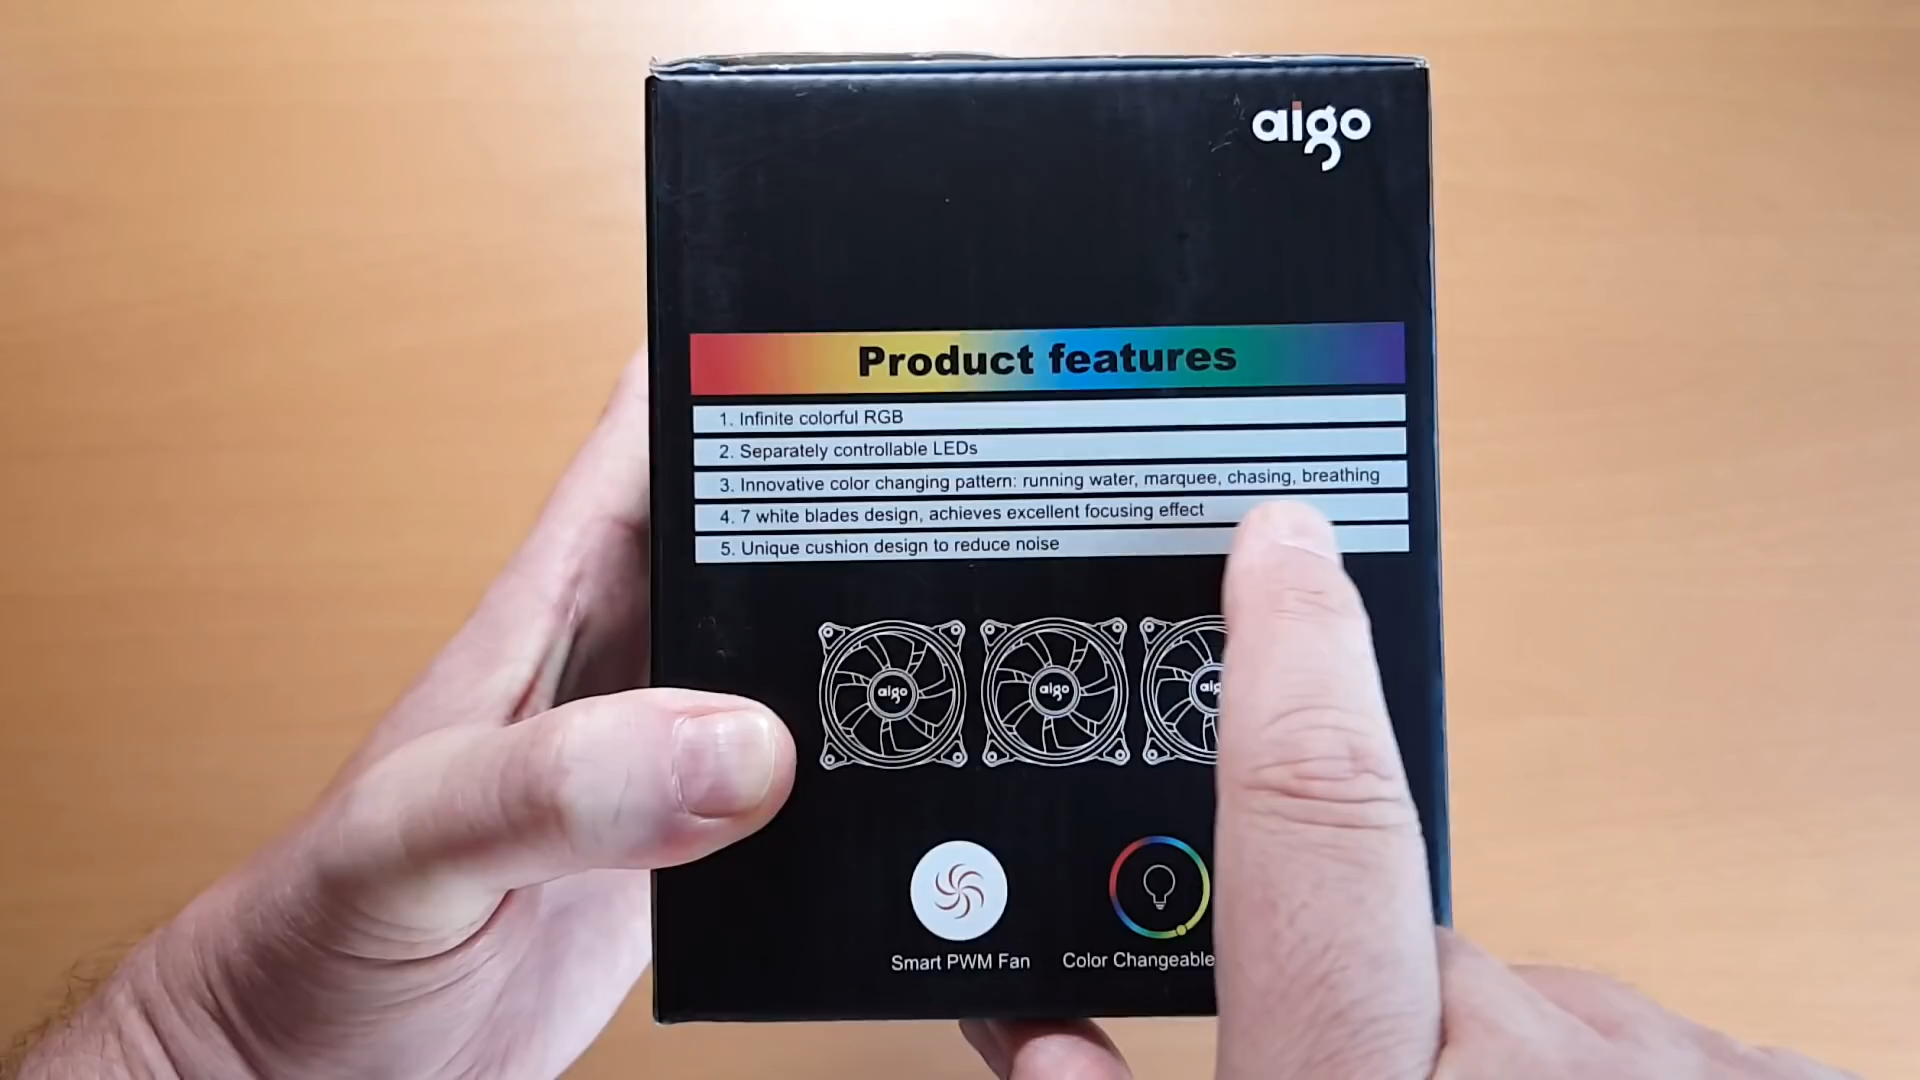 aigo
Product features
1. Infinite colorful RGB
2. Separately controllable LEDs
3. Innovative color changing pattern: running water, marquee, chasing, breathing
4. 7 white blades design, achieves excellent focusing effect
5. Unique cushion design to reduce noise
aigo aigo
Smart PWM Fan Color Changeable